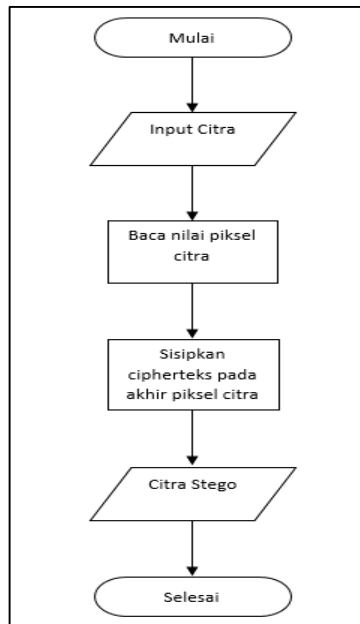 Mulai
Input Citra
Baca nilai piksel
citra
Sisipkan
cipherteks pada
akhir piksel citra
Citra Stego
Selesai